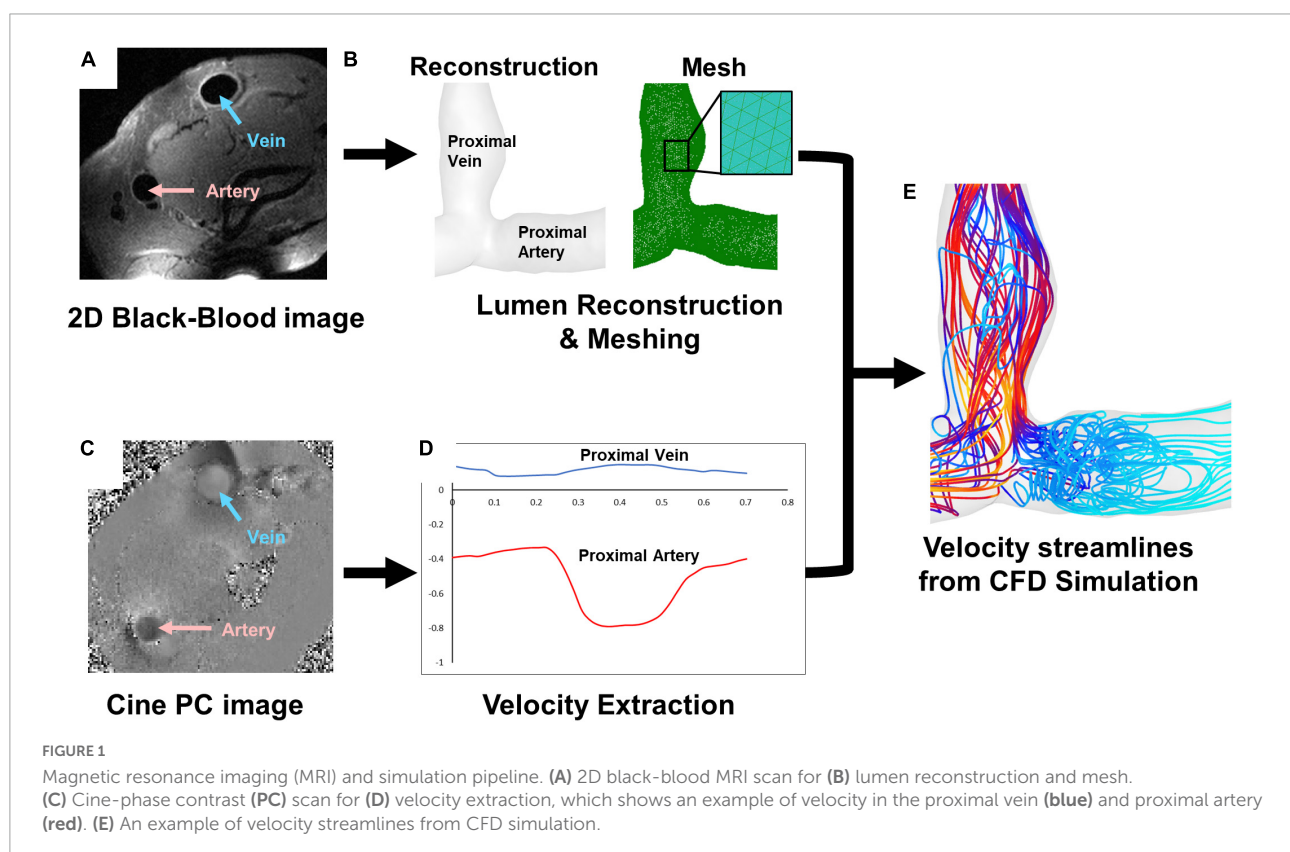 A
Vein
Artery
2D Black-Blood image
B
Reconstruction
Mesh
Proximal
Vein
Proximal
Artery
Lumen Reconstruction
& Meshing
C
Vein
Artery
Cine PC image
D
Proximal Vein
0
0
0.1
0.2
0.3
0.4
0.5
0.6
0.7
0.8
-0.2
-0.4
Proximal Artery
-0.6
-0.8
-1
Velocity Extraction
E
Velocity streamlines
from CFD Simulation
FIGURE 1
Magnetic resonance imaging (MRI) and simulation pipeline. (A) 2D black-blood MRI scan for (B) lumen reconstruction and mesh.
(C) Cine-phase contrast (PC) scan for (D) velocity extraction, which shows an example of velocity in the proximal vein (blue) and proximal artery
(red). (E) An example of velocity streamlines from CFD simulation.